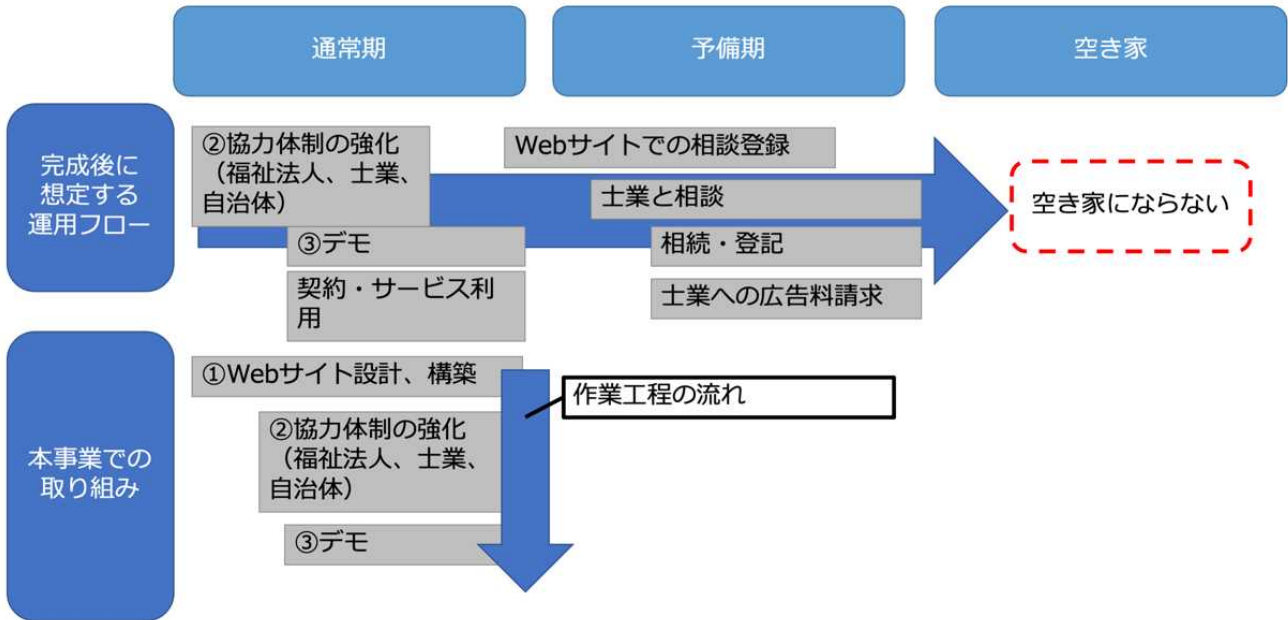 通常期
予備期
空き家
完成後に
想定する
運用フロー
②協力体制の強化
（福祉法人、士業、
自治体）
Webサイトでの相談登録
士業と相談
③デモ
相続・登記
契約・サービス利
用
士業への広告料請求
空き家にならない
本事業での
取り組み
①Webサイト設計、構築
作業工程の流れ
②協力体制の強化
（福祉法人、士業、
自治体）
③デモ